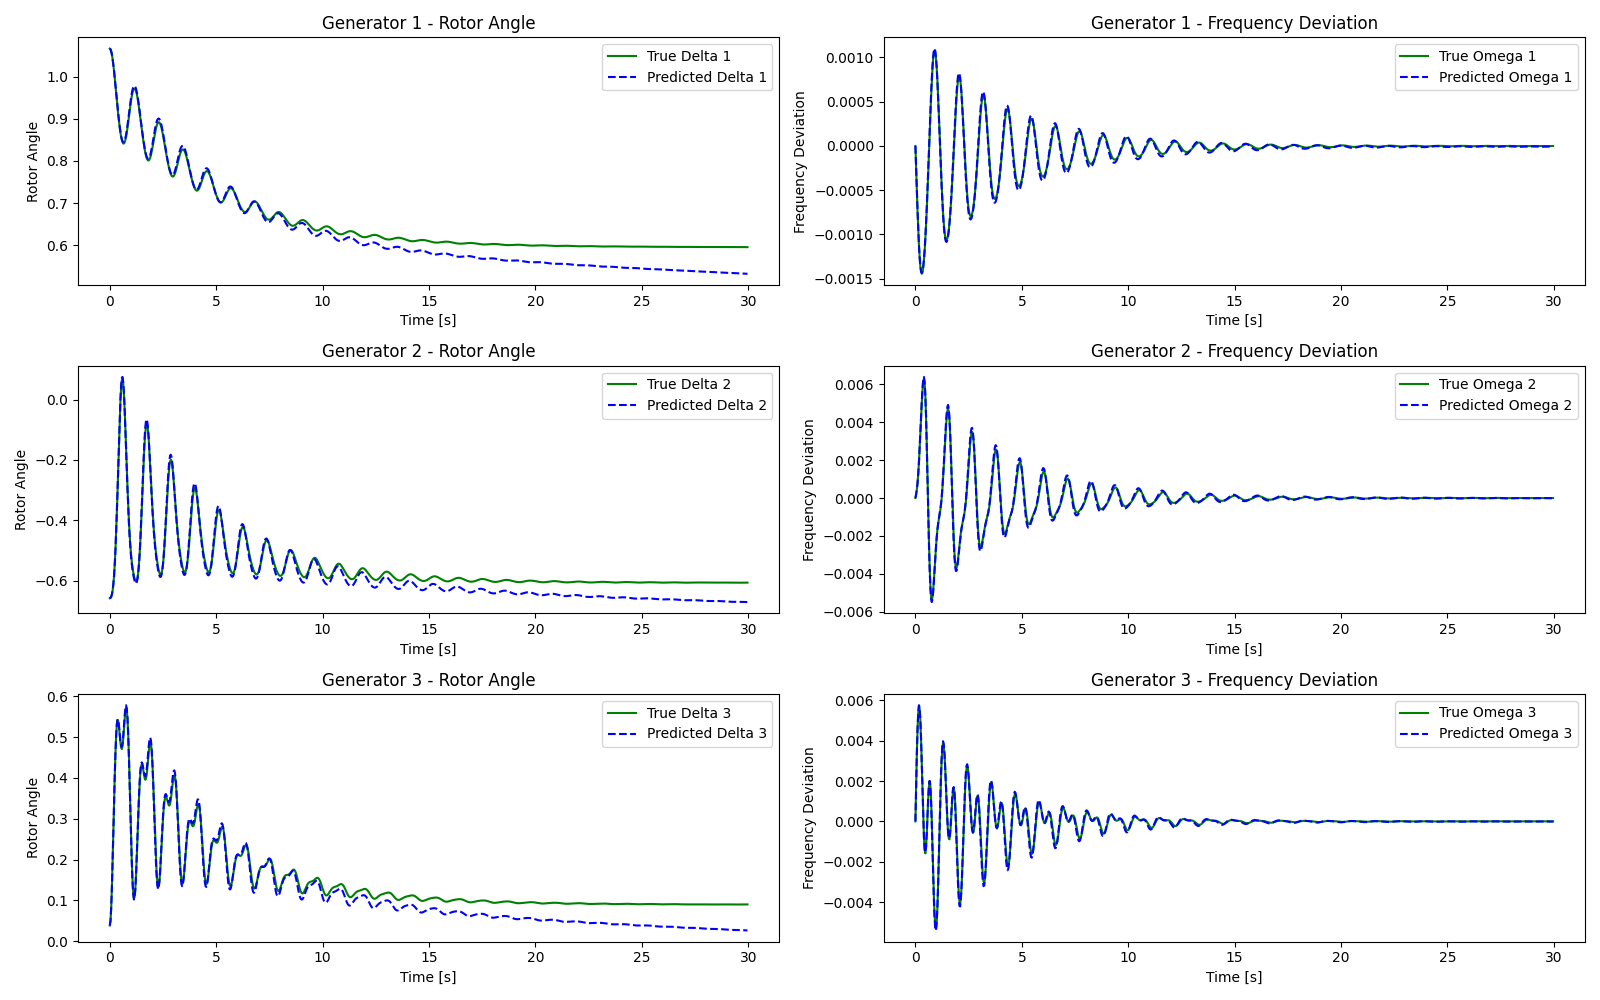 Generator 1 - Rotor Angle
True Delta 1
Predicted Delta 1
Rotor Angle
1.0
0.9
0.8
0.7
0.6
0 5 10 15 20 25 30
Time [s]
Generator 1 - Frequency Deviation
True Omega 1
Predicted Omega 1
Frequency Deviation
0.0010
0.0005
0.0000
−0.0005
−0.0010
−0.0015
0 5 10 15 20 25 30
Time [s]
Generator 2 - Rotor Angle
True Delta 2
Predicted Delta 2
Rotor Angle
0.0
−0.2
−0.4
−0.6
0 5 10 15 20 25 30
Time [s]
Generator 2 - Frequency Deviation
True Omega 2
Predicted Omega 2
Frequency Deviation
0.006
0.004
0.002
0.000
−0.002
−0.004
−0.006
0 5 10 15 20 25 30
Time [s]
Generator 3 - Rotor Angle
True Delta 3
Predicted Delta 3
Rotor Angle
0.6
0.5
0.4
0.3
0.2
0.1
0.0
0 5 10 15 20 25 30
Time [s]
Generator 3 - Frequency Deviation
True Omega 3
Predicted Omega 3
Frequency Deviation
0.006
0.004
0.002
0.000
−0.002
−0.004
0 5 10 15 20 25 30
Time [s]